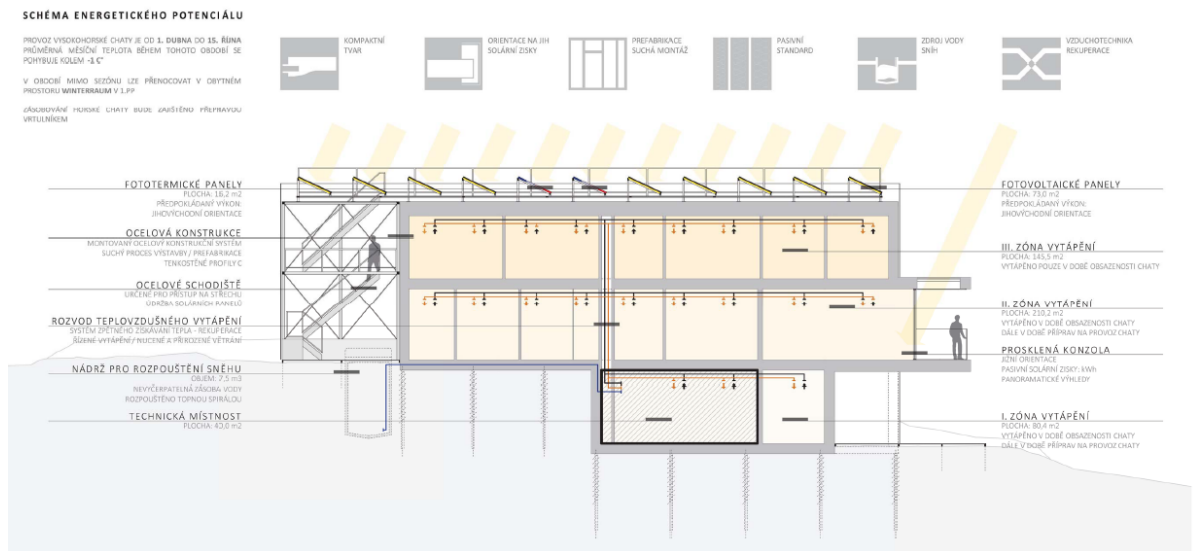 SCHÉMA ENERGETICKÉHO POTENCIÁLU
PROVOZ VYSOKOHORSKÉ CHATY JE OD 1. DUBNA DO 15. ŘÍJNA
PRŮMĚRNÁ MĚSÍČNÍ TEPLOTA BĚHEM TOHOTO OBDOBÍ SE
POHYBUJE KOLEM -1 C°
V OBDOBÍ MIMO SEZÓNU LZE PŘENOCOVAT V OBYTNÉM
PROSTORU WINTERRAUM V 1.PP
ZÁSOBOVÁNÍ HORSKÉ CHATY BUDE ZAJIŠTĚNO PŘEPRAVOU
VRTULNÍKEM
KOMPAKTNÍ
TVAR
ORIENTACE NA JIH
SOLÁRNÍ ZISKY
PREFABRIKACE
SUCHÁ MONTÁŽ
PASIVNÍ
STANDARD
ZDROJ VODY
SNÍH
VZDUCHOTECHNIKA
REKUPERACE
FOTOTERMICKÉ PANELY
PLOCHA: 16,2 m2
PŘEDPOKLÁDANÝ VÝKON:
JIHOVÝCHODNÍ ORIENTACE
OCELOVÁ KONSTRUKCE
MONTOVANÝ OCELOVÝ KONSTRUKČNÍ SYSTÉM
SUCHÝ PROCES VÝSTAVBY / PREFABRIKACE
TENKOSTĚNÉ PROFILY C
OCELOVÉ SCHODIŠTĚ
URČENÉ PRO PŘÍSTUP NA STŘECHU
ÚDRŽBA SOLÁRNÍCH PANELŮ
ROZVOD TEPLOVZDUŠNÉHO VYTÁPĚNÍ
SYSTÉM ZPĚTNÉHO ZÍSKÁVÁNÍ TEPLA - REKUPERACE
ŘÍZENÉ VYTÁPĚNÍ / NUCENÉ A PŘIROZENÉ VĚTRÁNÍ
NÁDRŽ PRO ROZPOUŠTĚNÍ SNĚHU
OBJEM: 7,5 m3
NEVYČERPATELNÁ ZÁSOBA VODY
ROZPOUŠTĚNO TOPNOU SPIRÁLOU
TECHNICKÁ MÍSTNOST
PLOCHA: 40,0 m2
FOTOVOLTAICKÉ PANELY
PLOCHA: 73,0 m2
PŘEDPOKLÁDANÝ VÝKON:
JIHOVÝCHODNÍ ORIENTACE
III. ZÓNA VYTÁPĚNÍ
PLOCHA: 145,5 m2
VYTÁPĚNO POUZE V DOBĚ OBSAZENOSTI CHATY
II. ZÓNA VYTÁPĚNÍ
PLOCHA: 210,2 m2
VYTÁPĚNO V DOBĚ OBSAZENOSTI CHATY
DÁLE V DOBĚ PŘÍPRAV NA PROVOZ CHATY
PROSKLENÁ KONZOLA
JIŽNÍ ORIENTACE
PASIVNÍ SOLÁRNÍ ZISKY: kWh
PANORAMATICKÉ VÝHLEDY
I. ZÓNA VYTÁPĚNÍ
PLOCHA: 80,4 m2
VYTÁPĚNO V DOBĚ OBSAZENOSTI CHATY
DÁLE V DOBĚ PŘÍPRAV NA PROVOZ CHATY